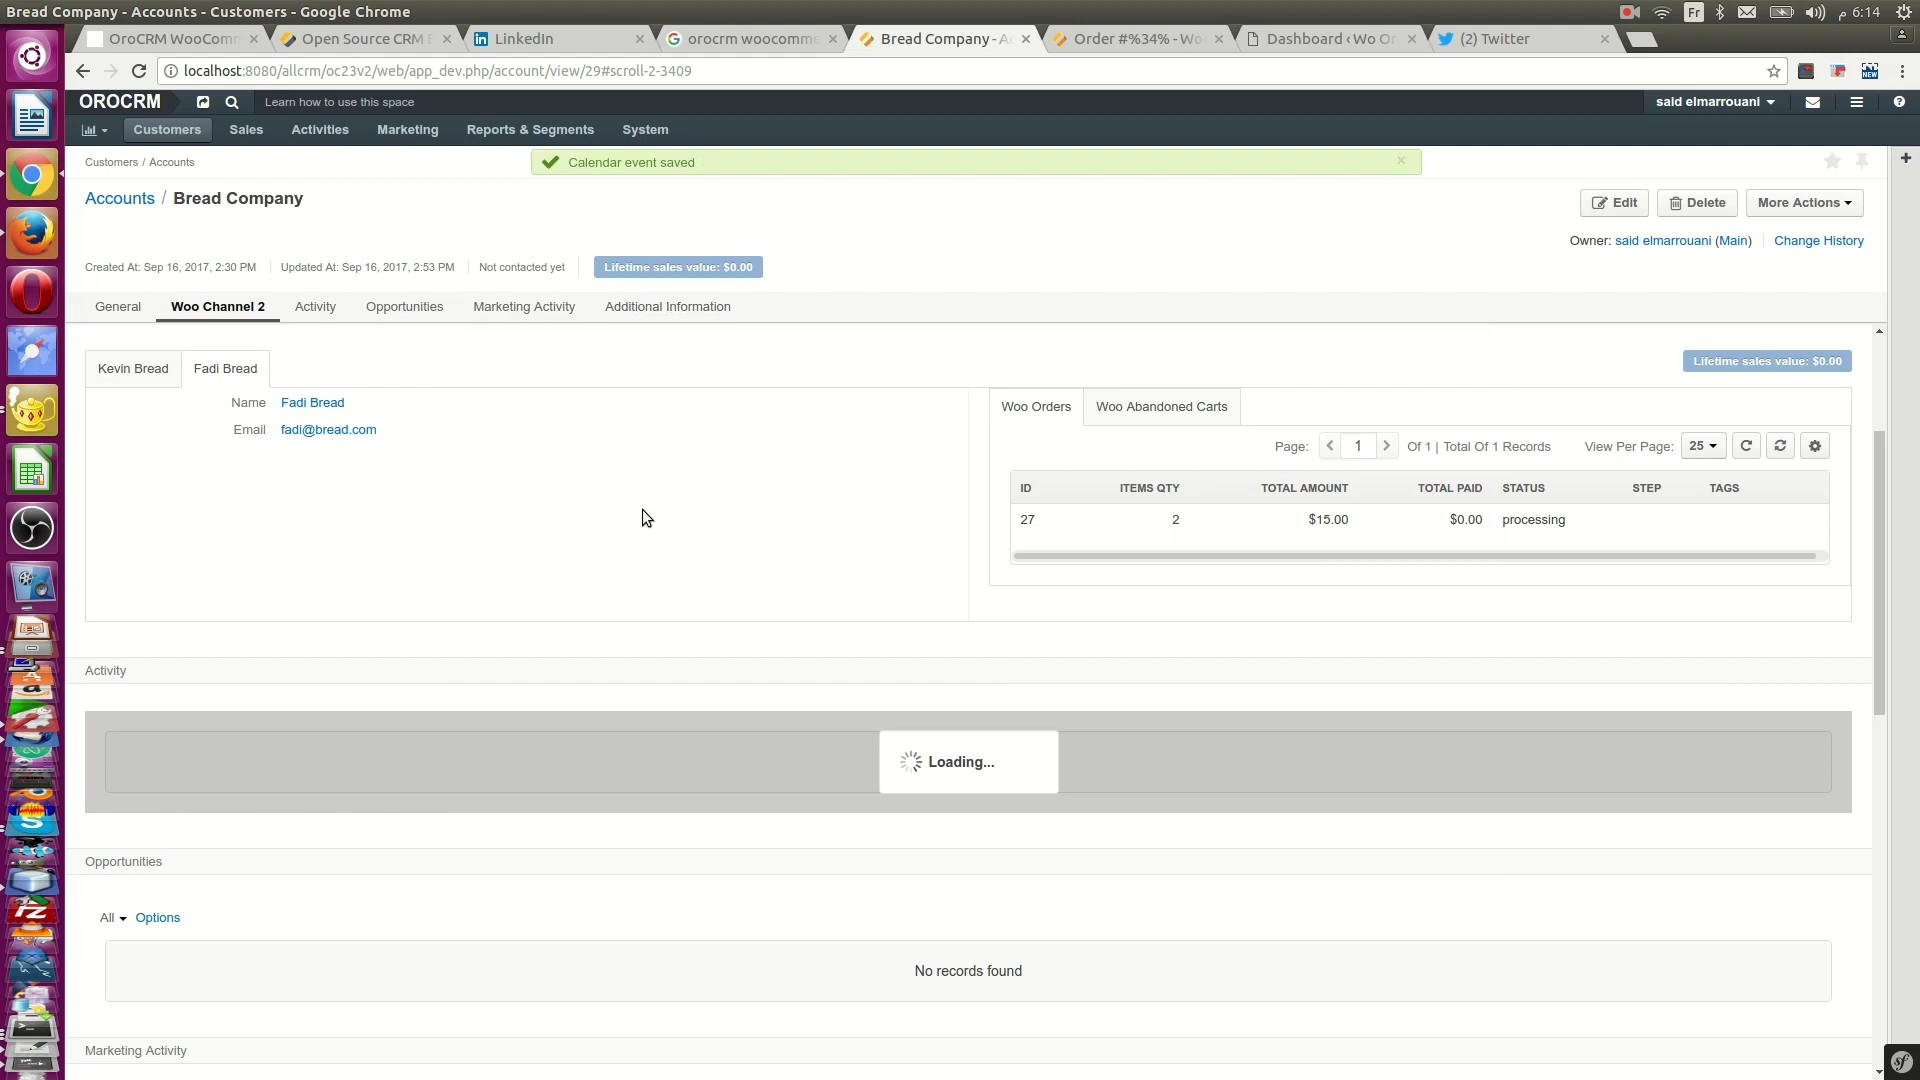 Bread Company - Accounts - Customers - Google Chrome
Fr
6:14 م
OroCRM WooComm
Open Source CRM
LinkedIn
orocrm woocomme
Bread Company - A
Order #%34% - Wo
Dashboard ‹ Wo Or
(2) Twitter
localhost:8080/allcrm/oc23v2/web/app_dev.php/account/view/29#scroll-2-3409
NEW
OROCRM
Learn how to use this space
said elmarrouani
Customers
Sales
Activities
Marketing
Reports & Segments
System
Customers / Accounts
Calendar event saved
Accounts / Bread Company
Edit
Delete
More Actions
Owner: said elmarrouani (Main)
Change History
Created At: Sep 16, 2017, 2:30 PM
Updated At: Sep 16, 2017, 2:53 PM
Not contacted yet
Lifetime sales value: $0.00
General
Woo Channel 2
Activity
Opportunities
Marketing Activity
Additional Information
Kevin Bread
Fadi Bread
Lifetime sales value: $0.00
Name Fadi Bread
Email fadi@bread.com
Woo Orders
Woo Abandoned Carts
Page: 1 Of 1 | Total Of 1 Records
View Per Page: 25
ID ITEMS QTY TOTAL AMOUNT TOTAL PAID STATUS STEP TAGS
27 2 $15.00 $0.00 processing
Activity
Loading...
Opportunities
All Options
No records found
Marketing Activity